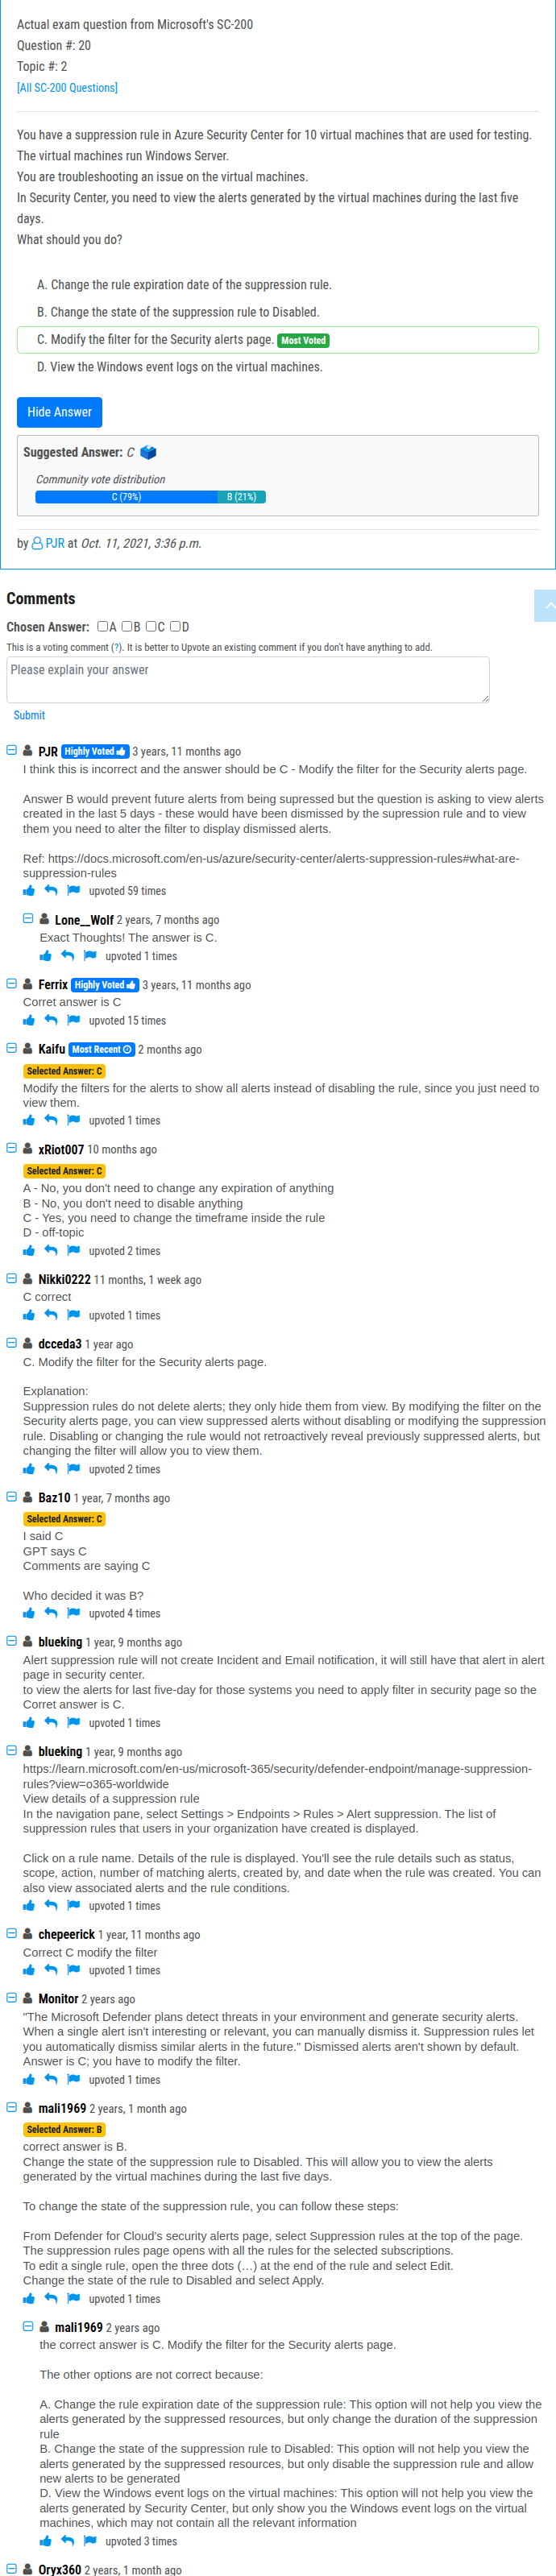 Actual exam question from Microsoft's SC-200
Question #: 20
Topic #: 2
[All SC-200 Questions]
You have a suppression rule in Azure Security Center for 10 virtual machines that are used for testing.
The virtual machines run Windows Server.
You are troubleshooting an issue on the virtual machines.
In Security Center, you need to view the alerts generated by the virtual machines during the last five
days.
What should you do?
A. Change the rule expiration date of the suppression rule.
B. Change the state of the suppression rule to Disabled.
C. Modify the filter for the Security alerts page. Most Voted
D. View the Windows event logs on the virtual machines.
Hide Answer
Suggested Answer: C
Community vote distribution
C (79%) B (21%)
by PJR at Oct. 11, 2021, 3:36 p.m.
Comments
Chosen Answer: A B C D
This is a voting comment (?). It is better to Upvote an existing comment if you don't have anything to add.
Please explain your answer
Submit
PJR Highly Voted 3 years, 11 months ago
I think this is incorrect and the answer should be C - Modify the filter for the Security alerts page.
Answer B would prevent future alerts from being supressed but the question is asking to view alerts
created in the last 5 days - these would have been dismissed by the supression rule and to view
them you need to alter the filter to display dismissed alerts.
Ref: https://docs.microsoft.com/en-us/azure/security-center/alerts-suppression-rules#what-are-
suppression-rules
upvoted 59 times
Lone__Wolf 2 years, 7 months ago
Exact Thoughts! The answer is C.
upvoted 1 times
Ferrix Highly Voted 3 years, 11 months ago
Corret answer is C
upvoted 15 times
Kaifu Most Recent 2 months ago
Selected Answer: C
Modify the filters for the alerts to show all alerts instead of disabling the rule, since you just need to
view them.
upvoted 1 times
xRiot007 10 months ago
Selected Answer: C
A - No, you don't need to change any expiration of anything
B - No, you don't need to disable anything
C - Yes, you need to change the timeframe inside the rule
D - off-topic
upvoted 2 times
Nikki0222 11 months, 1 week ago
C correct
upvoted 1 times
dcceda3 1 year ago
C. Modify the filter for the Security alerts page.
Explanation:
Suppression rules do not delete alerts; they only hide them from view. By modifying the filter on the
Security alerts page, you can view suppressed alerts without disabling or modifying the suppression
rule. Disabling or changing the rule would not retroactively reveal previously suppressed alerts, but
changing the filter will allow you to view them.
upvoted 2 times
Baz10 1 year, 7 months ago
Selected Answer: C
I said C
GPT says C
Comments are saying C
Who decided it was B?
upvoted 4 times
blueking 1 year, 9 months ago
Alert suppression rule will not create Incident and Email notification, it will still have that alert in alert
page in security center.
to view the alerts for last five-day for those systems you need to apply filter in security page so the
Corret answer is C.
upvoted 1 times
blueking 1 year, 9 months ago
https://learn.microsoft.com/en-us/microsoft-365/security/defender-endpoint/manage-suppression-
rules?view=o365-worldwide
View details of a suppression rule
In the navigation pane, select Settings > Endpoints > Rules > Alert suppression. The list of
suppression rules that users in your organization have created is displayed.
Click on a rule name. Details of the rule is displayed. You'll see the rule details such as status,
scope, action, number of matching alerts, created by, and date when the rule was created. You can
also view associated alerts and the rule conditions.
upvoted 1 times
chepeerick 1 year, 11 months ago
Correct C modify the filter
upvoted 1 times
Monitor 2 years ago
"The Microsoft Defender plans detect threats in your environment and generate security alerts.
When a single alert isn't interesting or relevant, you can manually dismiss it. Suppression rules let
you automatically dismiss similar alerts in the future." Dismissed alerts aren't shown by default.
Answer is C; you have to modify the filter.
upvoted 1 times
mali1969 2 years, 1 month ago
Selected Answer: B
correct answer is B.
Change the state of the suppression rule to Disabled. This will allow you to view the alerts
generated by the virtual machines during the last five days.
To change the state of the suppression rule, you can follow these steps:
From Defender for Cloud's security alerts page, select Suppression rules at the top of the page.
The suppression rules page opens with all the rules for the selected subscriptions.
To edit a single rule, open the three dots (...) at the end of the rule and select Edit.
Change the state of the rule to Disabled and select Apply.
upvoted 1 times
mali1969 2 years ago
the correct answer is C. Modify the filter for the Security alerts page.
The other options are not correct because:
A. Change the rule expiration date of the suppression rule: This option will not help you view the
alerts generated by the suppressed resources, but only change the duration of the suppression
rule
B. Change the state of the suppression rule to Disabled: This option will not help you view the
alerts generated by the suppressed resources, but only disable the suppression rule and allow
new alerts to be generated
D. View the Windows event logs on the virtual machines: This option will not help you view the
alerts generated by Security Center, but only show you the Windows event logs on the virtual
machines, which may not contain all the relevant information
upvoted 3 times
Oryx360 2 years, 1 month ago